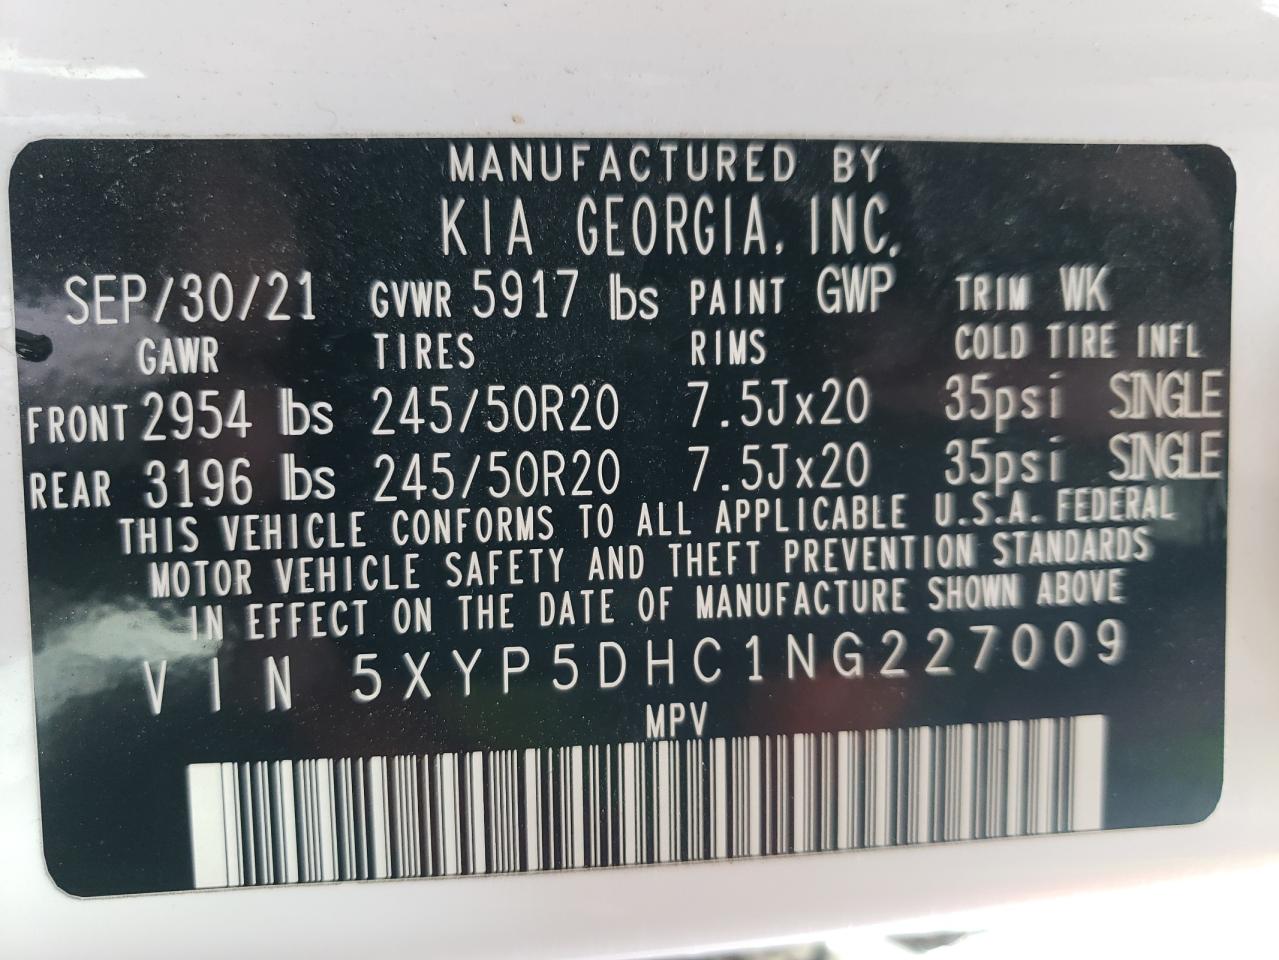 MANUFACTURED BY
KIA GEORGIA, INC.
SEP/30/21 GVWR 5917 lbs PAINT GWP TRIM WK
GAWR TIRES RIMS COLD TIRE INFL
FRONT 2954 lbs 245/50R20 7.5Jx20 35psi SINGLE
REAR 3196 lbs 245/50R20 7.5Jx20 35psi SINGLE
THIS VEHICLE CONFORMS TO ALL APPLICABLE U.S.A. FEDERAL
MOTOR VEHICLE SAFETY AND THEFT PREVENTION STANDARDS
IN EFFECT ON THE DATE OF MANUFACTURE SHOWN ABOVE
VIN 5XYP5DHC1NG227009
MPV